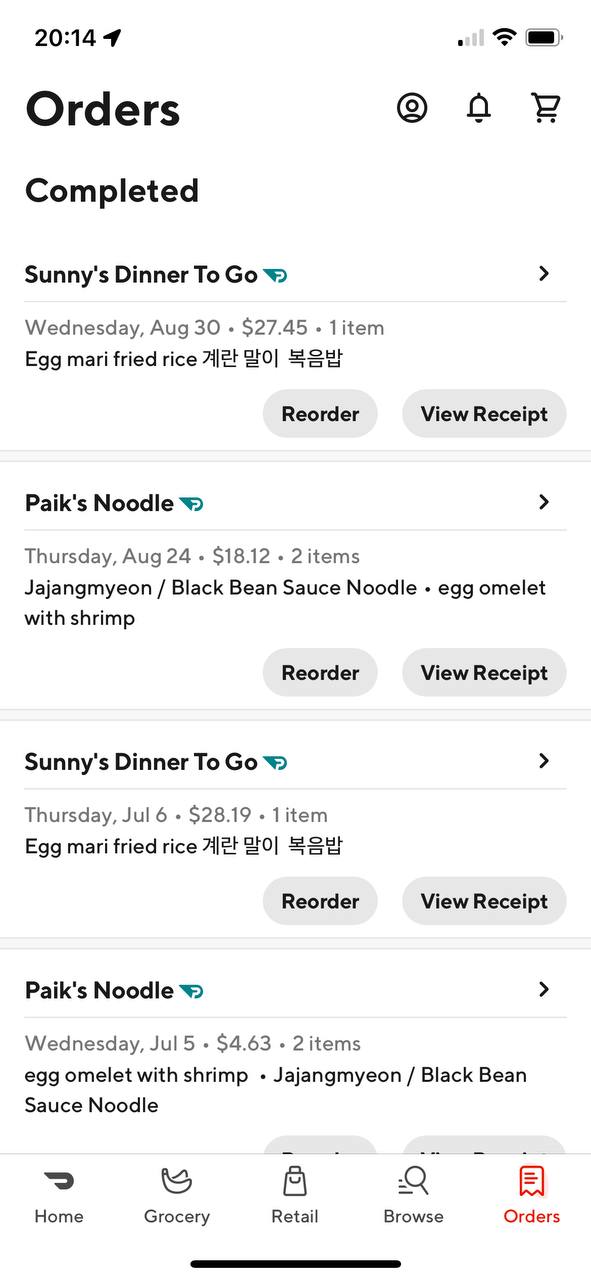 20:14
Orders
Completed
Sunny's Dinner To Go
Wednesday, Aug 30 • $27.45 • 1 item
Egg mari fried rice 계란 말이 복음밥
Reorder
View Receipt
Paik's Noodle
Thursday, Aug 24 • $18.12 • 2 items
Jajangmyeon / Black Bean Sauce Noodle • egg omelet
with shrimp
Reorder
View Receipt
Sunny's Dinner To Go
Thursday, Jul 6 • $28.19 • 1 item
Egg mari fried rice 계란 말이 복음밥
Reorder
View Receipt
Paik's Noodle
Wednesday, Jul 5 • $4.63 • 2 items
egg omelet with shrimp • Jajangmyeon / Black Bean
Sauce Noodle
Home
Grocery
Retail
Browse
Orders